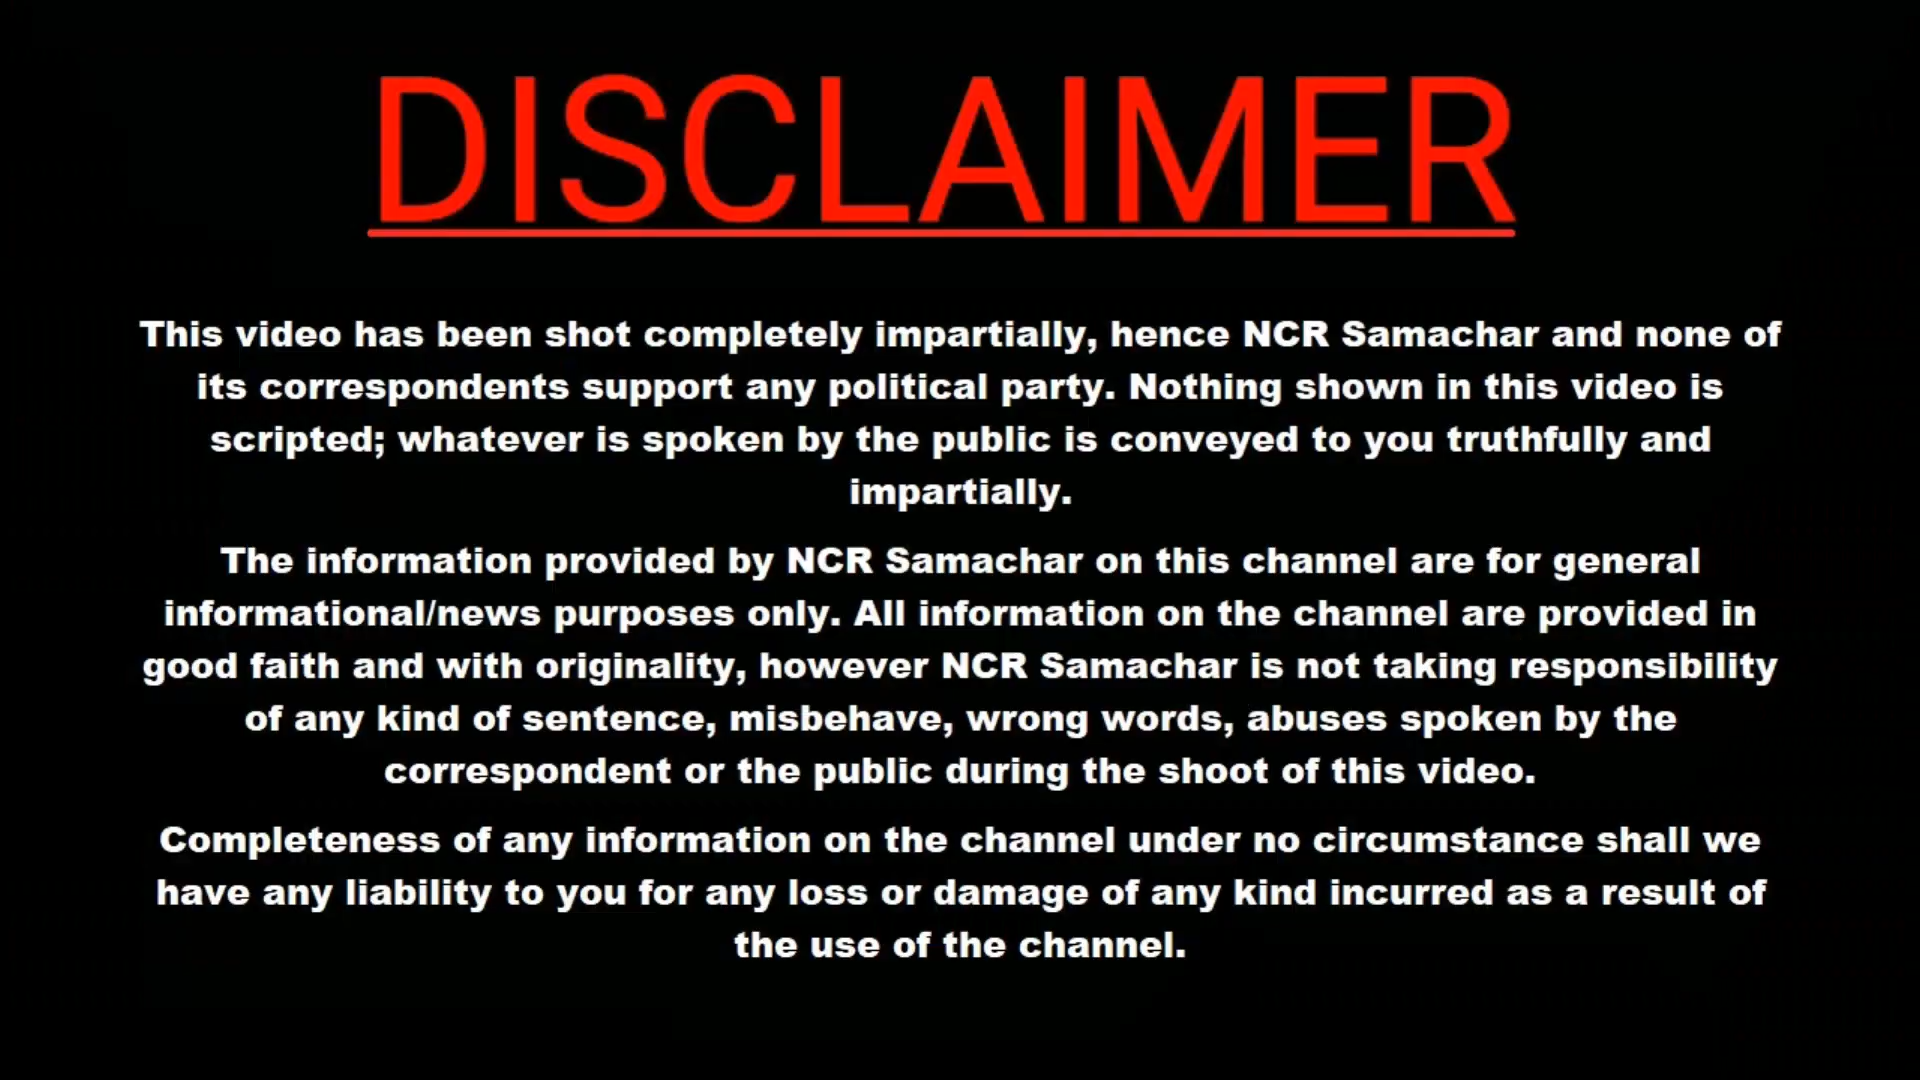 DISCLAIMER
This video has been shot completely impartially, hence NCR Samachar and none of
its correspondents support any political party. Nothing shown in this video is
scripted; whatever is spoken by the public is conveyed to you truthfully and
impartially.
The information provided by NCR Samachar on this channel are for general
informational/news purposes only. All information on the channel are provided in
good faith and with originality, however NCR Samachar is not taking responsibility
of any kind of sentence, misbehave, wrong words, abuses spoken by the
correspondent or the public during the shoot of this video.
Completeness of any information on the channel under no circumstance shall we
have any liability to you for any loss or damage of any kind incurred as a result of
the use of the channel.